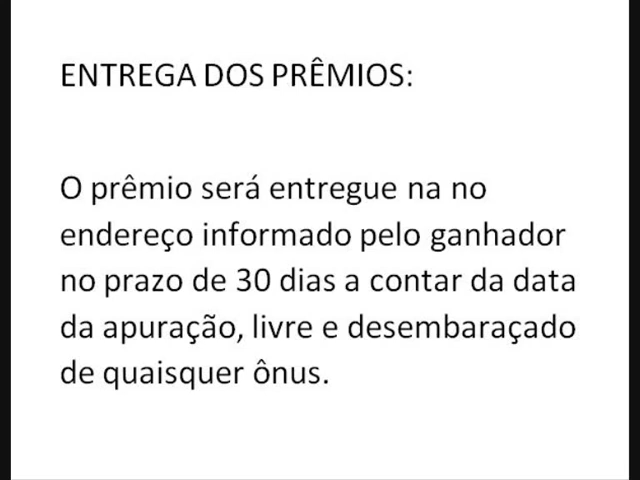 ENTREGA DOS PRÊMIOS:
O prêmio será entregue na no
endereço informado pelo ganhador
no prazo de 30 dias a contar da data
da apuração, livre e desembaraçado
de quaisquer ônus.